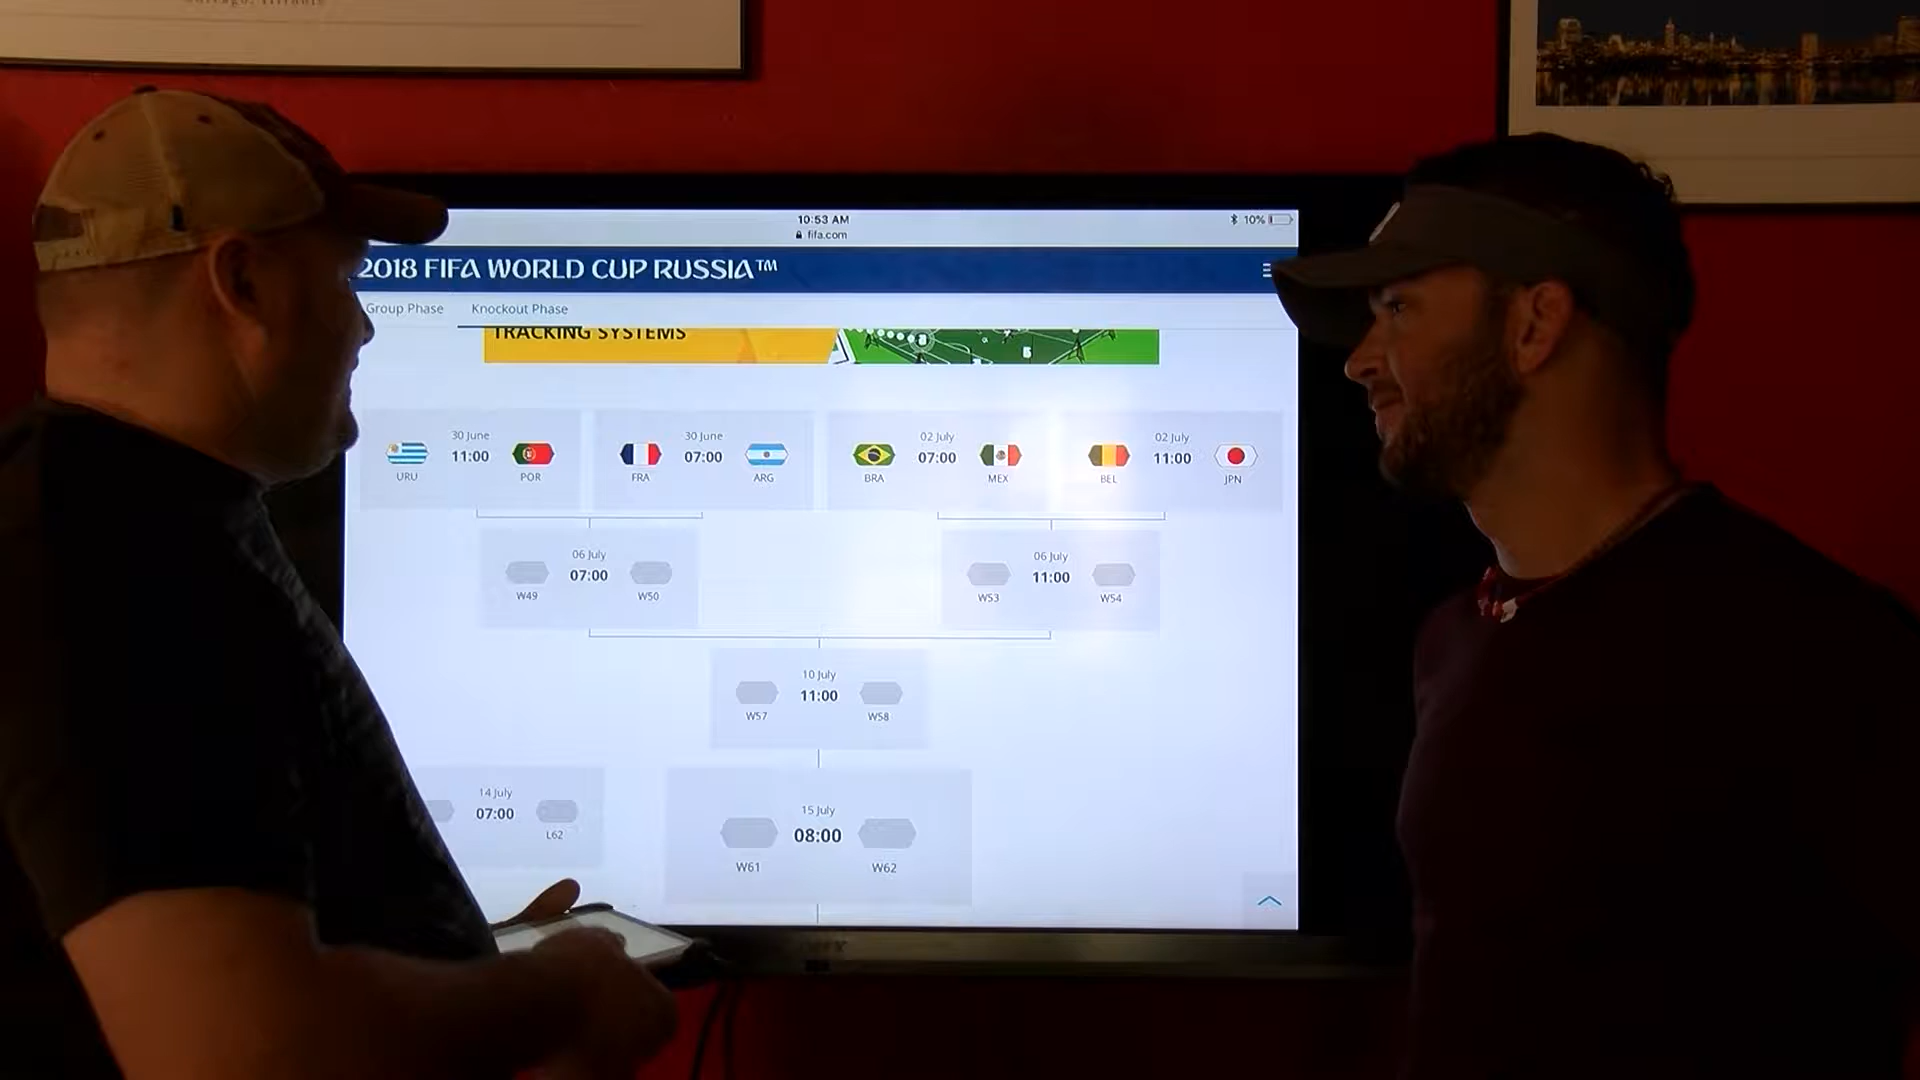 Chicago, Illinois
10:53 AM
10%
fifa.com
2018 FIFA WORLD CUP RUSSIA™
Group Phase
Knockout Phase
TRACKING SYSTEMS
30 June
11:00
URU
POR
30 June
07:00
FRA
ARG
02 July
07:00
BRA
MEX
02 July
11:00
BEL
JPN
06 July
07:00
W49
W50
06 July
11:00
W53
W54
10 July
11:00
W57
W58
14 July
07:00
L62
15 July
08:00
W61
W62